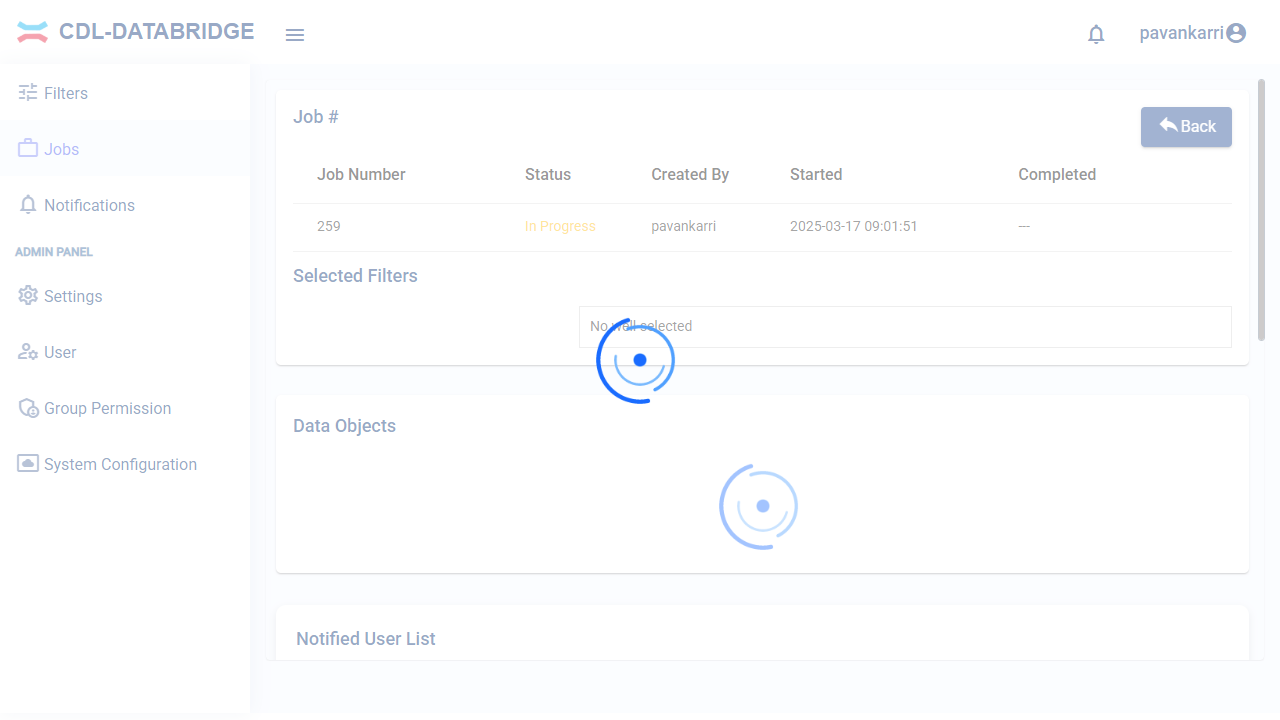 CDL-DATABRIDGE
pavankarri
Filters
Jobs
Notifications
ADMIN PANEL
Settings
User
Group Permission
System Configuration
Job #
Back
Job Number Status Created By Started Completed
259 In Progress pavankarri 2025-03-17 09:01:51 ---
Selected Filters
No well selected
Data Objects
Notified User List